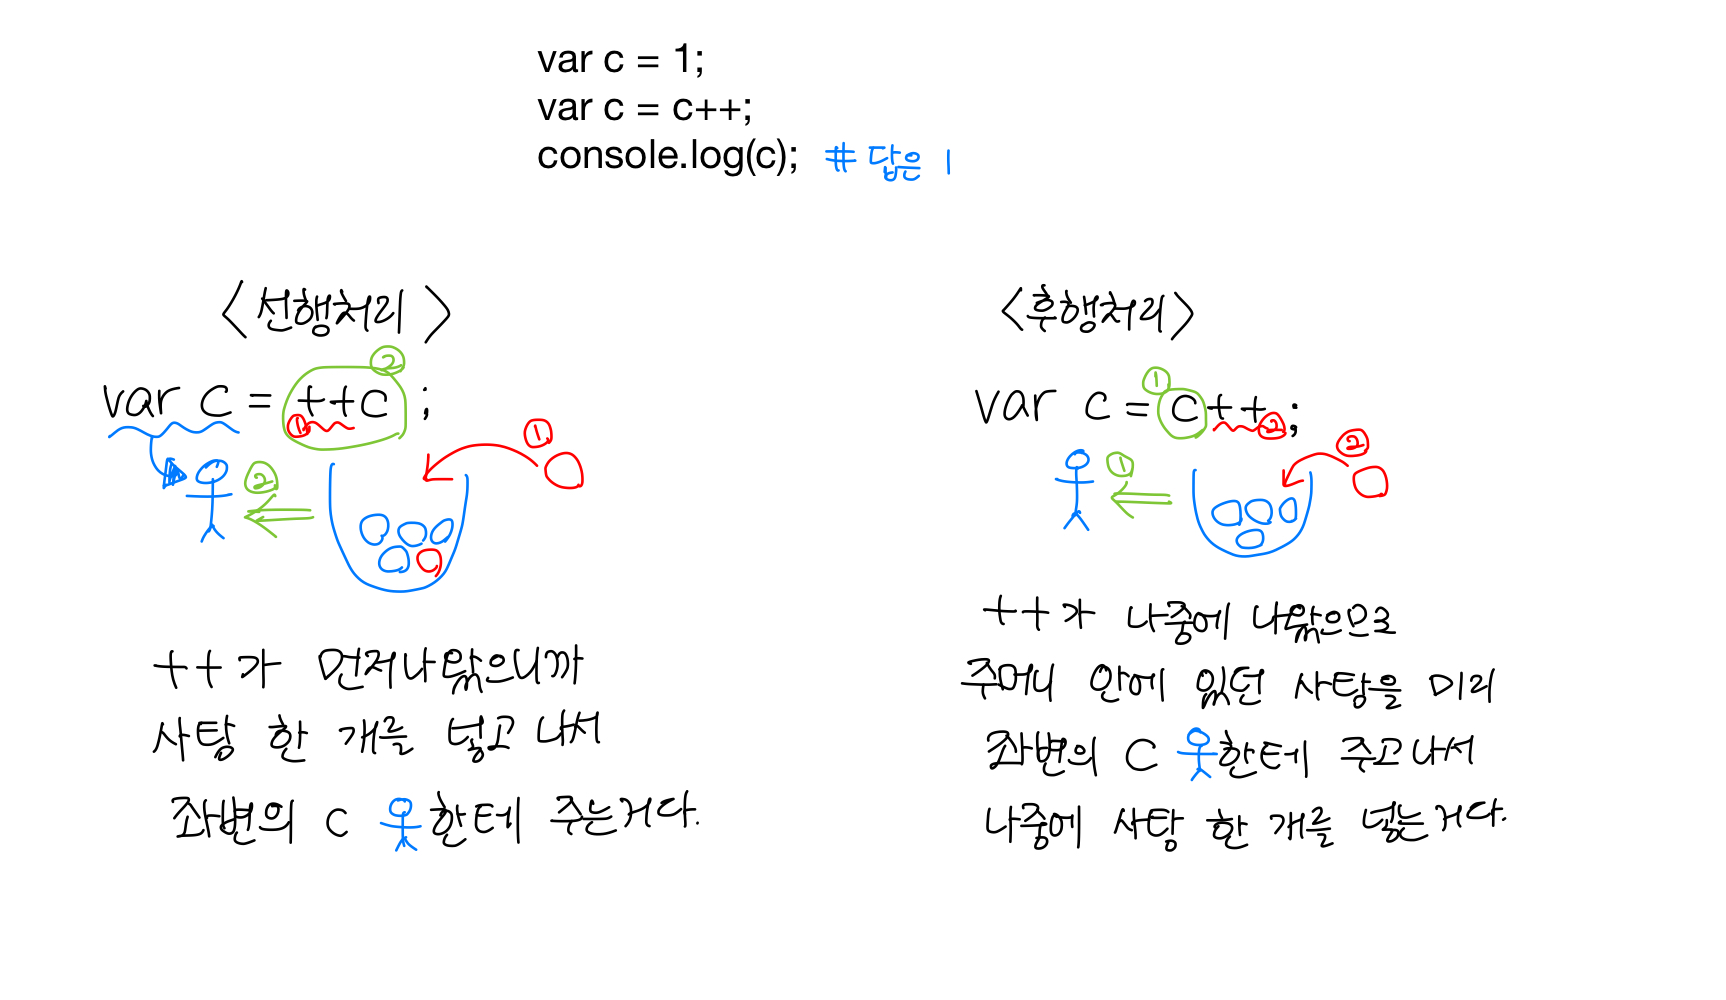 var c = 1;
var c = c++;
console.log(c); # 답은 1
<선행처리>
②
var c = ++c ;
①
①
②
++가 먼저나왔으니까
사탕 한 개를 넣고 나서
좌변의 c 한테 주는거다.
<후행처리>
①
var c = c++;
②
②
①
++가 나중에 나왔으므로
주머니 안에 있던 사탕을 미리
좌변의 C 한테 주고나서
나중에 사탕 한 개를 넣는거다.